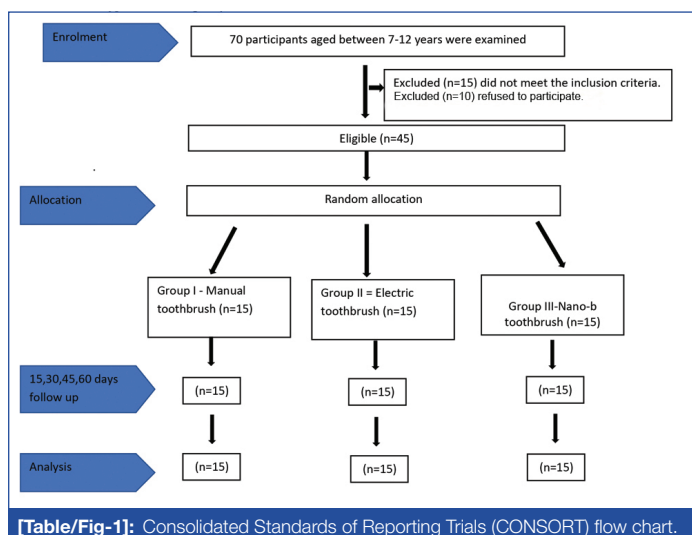 Enrolment
70 participants aged between 7-12 years were examined
Excluded (n=15) did not meet the inclusion criteria.
Excluded (n=10) refused to participate.
Eligible (n=45)
Allocation
Random allocation
Group I - Manual
toothbrush (n=15)
Group II = Electric
toothbrush (n=15)
Group III-Nano-b
toothbrush (n=15)
15,30,45,60 days
follow up
(n=15)
(n=15)
(n=15)
Analysis
(n=15)
(n=15)
(n=15)
[Table/Fig-1]: Consolidated Standards of Reporting Trials (CONSORT) flow chart.